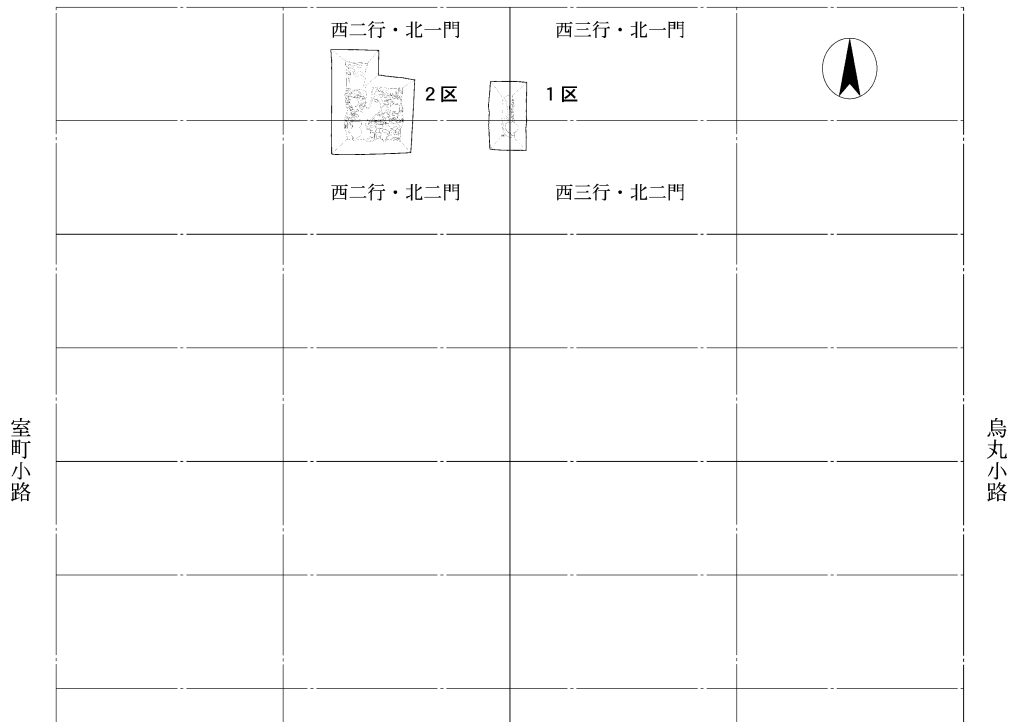 西二行・北一門
西三行・北一門
2区
1区
西二行・北二門
西三行・北二門
室町小路
烏丸小路